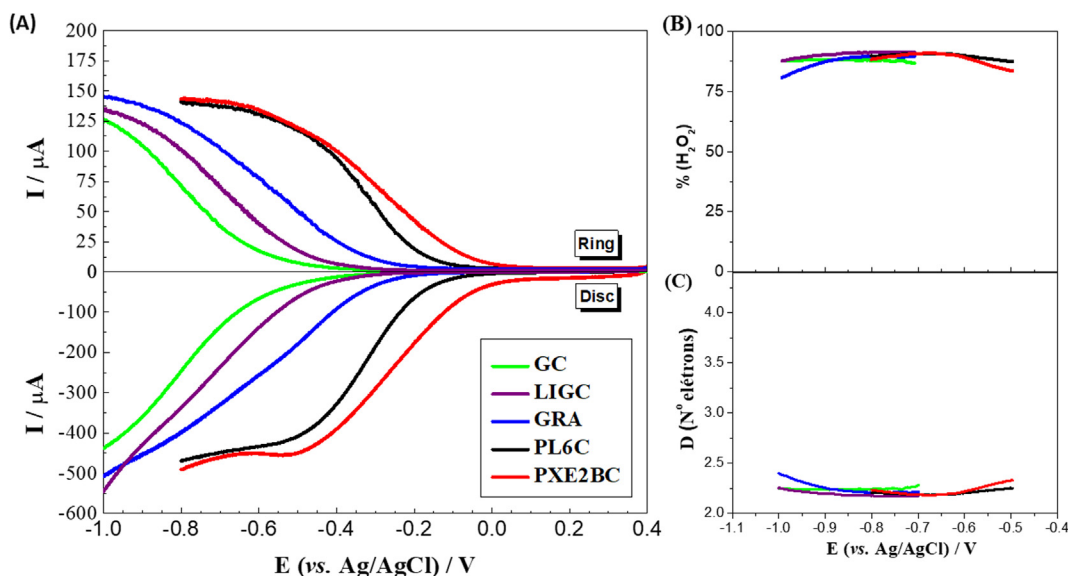 (A)
I / μA
200
175
150
125
100
75
50
25
0
Ring
Disc
I / μA
-100
-200
-300
-400
-500
-600
GC
LIGC
GRA
PL6C
PXE2BC
-1.0 -0.8 -0.6 -0.4 -0.2 0.0 0.2 0.4
E (vs. Ag/AgCl) / V
(B)
% (H₂O₂)
100
75
50
25
0
(C)
D (Nº elétrons)
4.0
3.5
3.0
2.5
2.0
-1.1 -1.0 -0.9 -0.8 -0.7 -0.6 -0.5 -0.4
E (vs. Ag/AgCl) / V